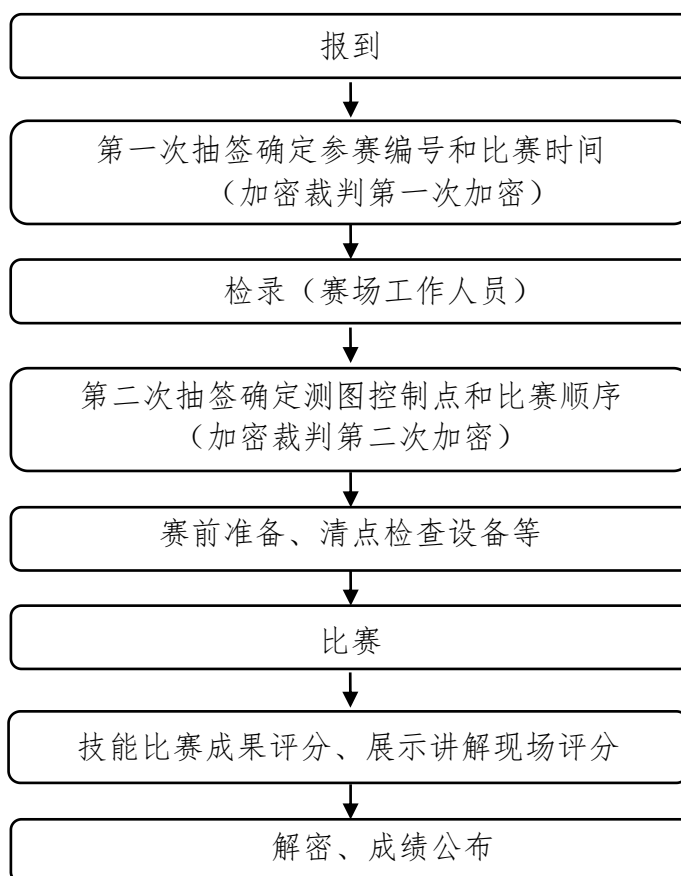 报到
第一次抽签确定参赛编号和比赛时间
（加密裁判第一次加密）
检录（赛场工作人员）
第二次抽签确定测图控制点和比赛顺序
（加密裁判第二次加密）
赛前准备、清点检查设备等
比赛
技能比赛成果评分、展示讲解现场评分
解密、成绩公布